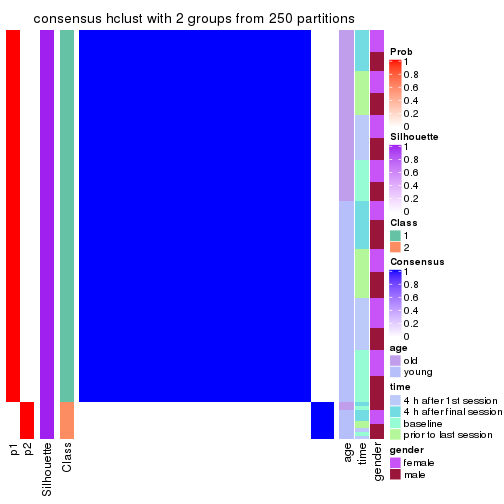 consensus hclust with 2 groups from 250 partitions
Prob
1
0.8
0.6
0.4
0.2
0
Silhouette
1
0.8
0.6
0.4
0.2
0
Class
1
2
Consensus
1
0.8
0.6
0.4
0.2
0
age
old
young
time
4 h after 1st session
4 h after final session
baseline
prior to last session
gender
female
male
p1
p2
Silhouette
Class
age
time
gender